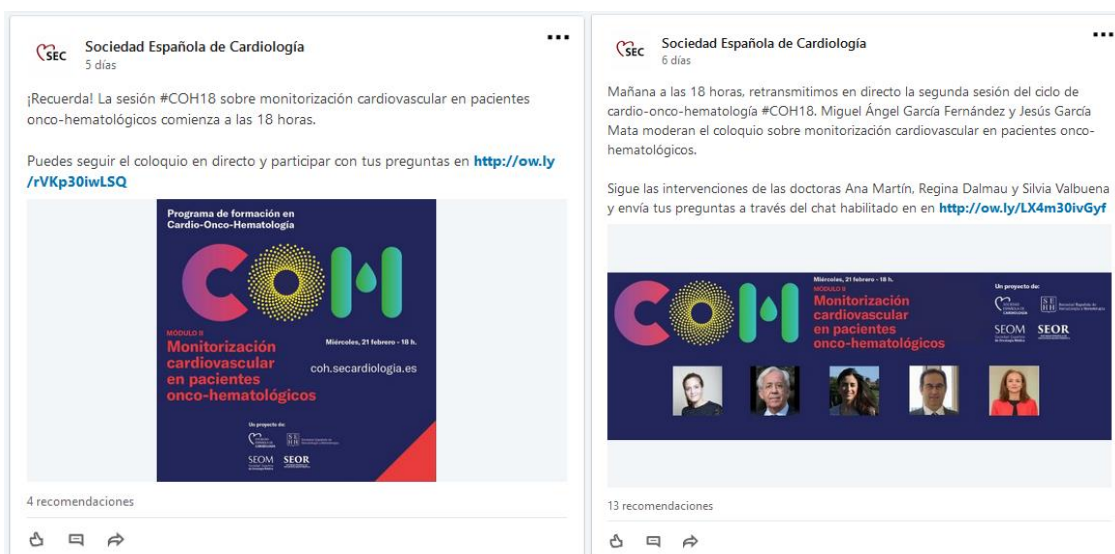 SEC
Sociedad Española de Cardiología
5 días
¡Recuerda! La sesión #COH18 sobre monitorización cardiovascular en pacientes
onco-hematológicos comienza a las 18 horas.
Puedes seguir el coloquio en directo y participar con tus preguntas en http://ow.ly
/rVKp30iwLSQ
Programa de formación en
Cardio-Onco-Hematología
COH
MÓDULO II
Monitorización
cardiovascular
en pacientes
onco-hematológicos
Miércoles, 21 febrero - 18 h.
coh.secardiologia.es
Un proyecto de:
SEOM SEOR
4 recomendaciones
SEC
Sociedad Española de Cardiología
6 días
Mañana a las 18 horas, retransmitimos en directo la segunda sesión del ciclo de
cardio-onco-hematología #COH18. Miguel Ángel García Fernández y Jesús García
Mata moderan el coloquio sobre monitorización cardiovascular en pacientes onco-
hematológicos.
Sigue las intervenciones de las doctoras Ana Martín, Regina Dalmau y Silvia Valbuena
y envía tus preguntas a través del chat habilitado en en http://ow.ly/LX4m30ivGyf
COH
Miércoles, 21 febrero - 18 h.
MÓDULO II
Monitorización
cardiovascular
en pacientes
onco-hematológicos
Un proyecto de:
SEOM SEOR
13 recomendaciones